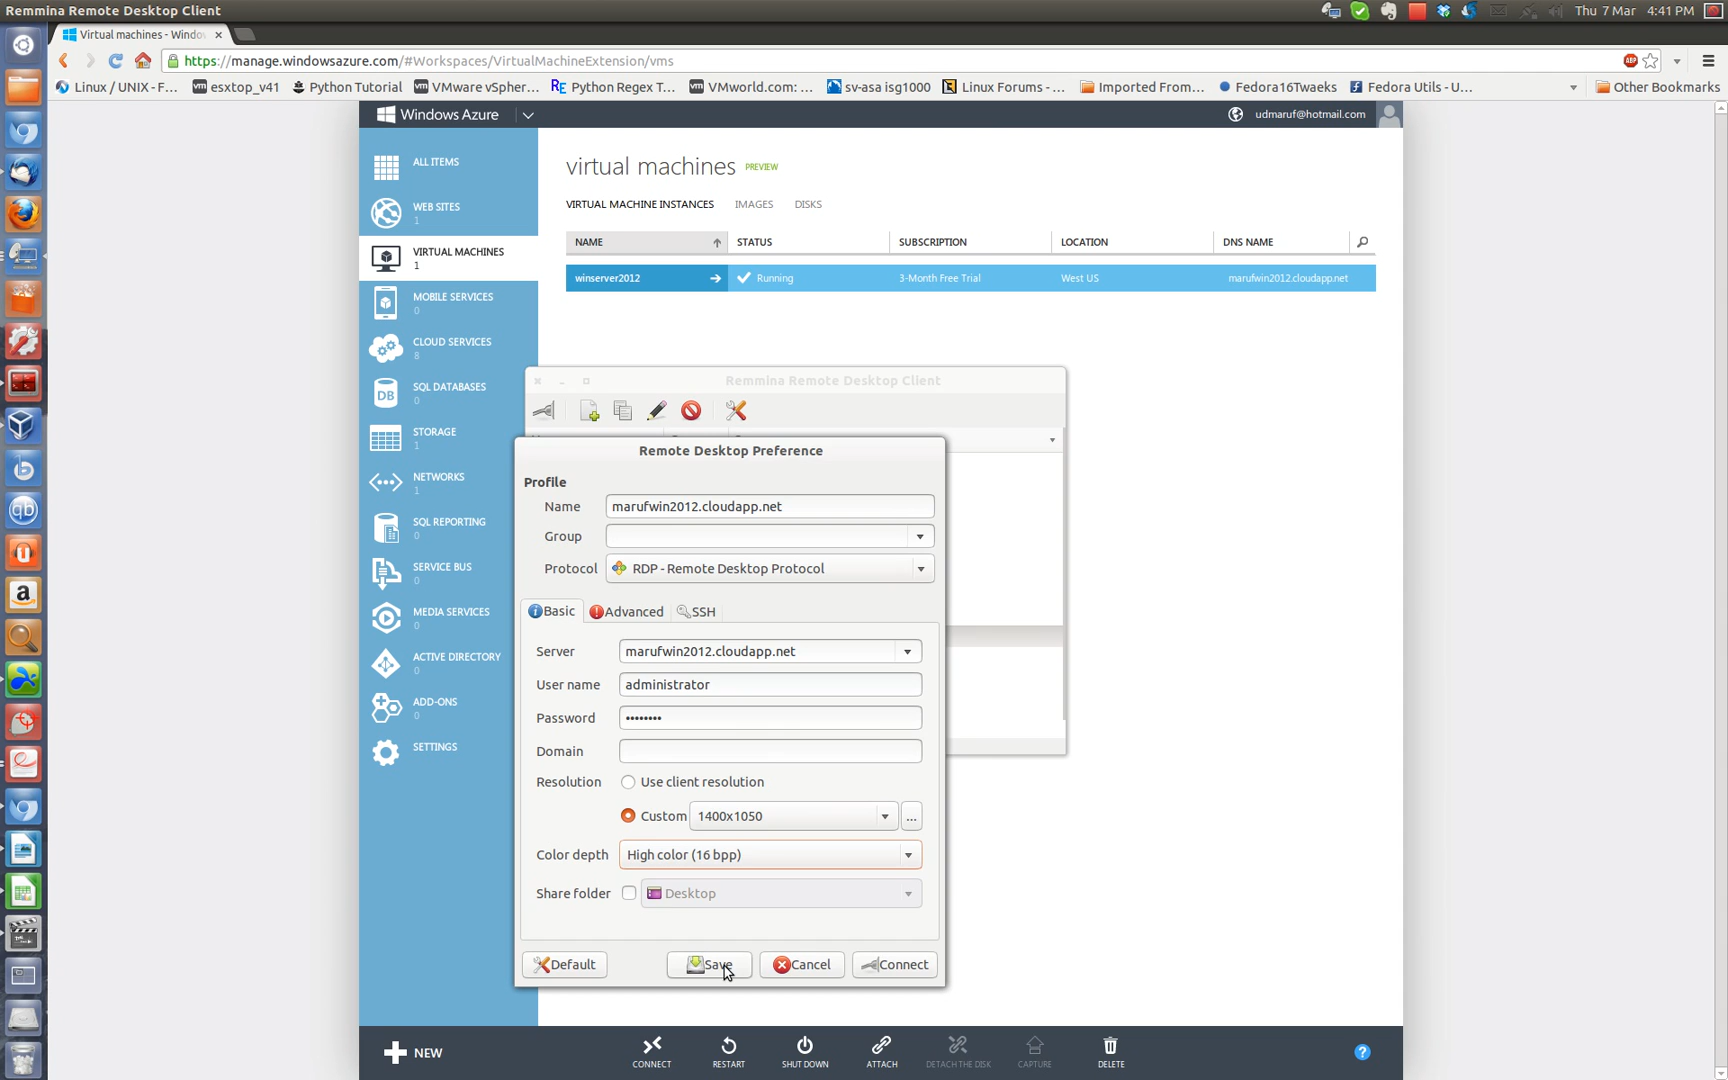 Remmina Remote Desktop Client
Thu 7 Mar 4:41 PM
Virtual machines - Windo
https://manage.windowsazure.com/#Workspaces/VirtualMachineExtension/vms
ABP
Linux / UNIX - F... esxtop_v41 Python Tutorial VMware vSpher... Python Regex T... VMworld.com: ... sv-asa isg1000 Linux Forums - ... Imported From... Fedora16Twaeks Fedora Utils - U... Other Bookmarks
Windows Azure
udmaruf@hotmail.com
ALL ITEMS
WEB SITES
1
VIRTUAL MACHINES
1
MOBILE SERVICES
0
CLOUD SERVICES
8
SQL DATABASES
0
STORAGE
1
NETWORKS
1
SQL REPORTING
0
SERVICE BUS
0
MEDIA SERVICES
0
ACTIVE DIRECTORY
0
ADD-ONS
0
SETTINGS
virtual machines PREVIEW
VIRTUAL MACHINE INSTANCES IMAGES DISKS
NAME STATUS SUBSCRIPTION LOCATION DNS NAME
winserver2012 Running 3-Month Free Trial West US marufwin2012.cloudapp.net
Remmina Remote Desktop Client
Remote Desktop Preference
Profile
Name marufwin2012.cloudapp.net
Group
Protocol RDP - Remote Desktop Protocol
Basic Advanced SSH
Server marufwin2012.cloudapp.net
User name administrator
Password ••••••••
Domain
Resolution Use client resolution
Custom 1400x1050 ...
Color depth High color (16 bpp)
Share folder Desktop
Default Save Cancel Connect
NEW
CONNECT RESTART SHUT DOWN ATTACH DETACH THE DISK CAPTURE DELETE
?